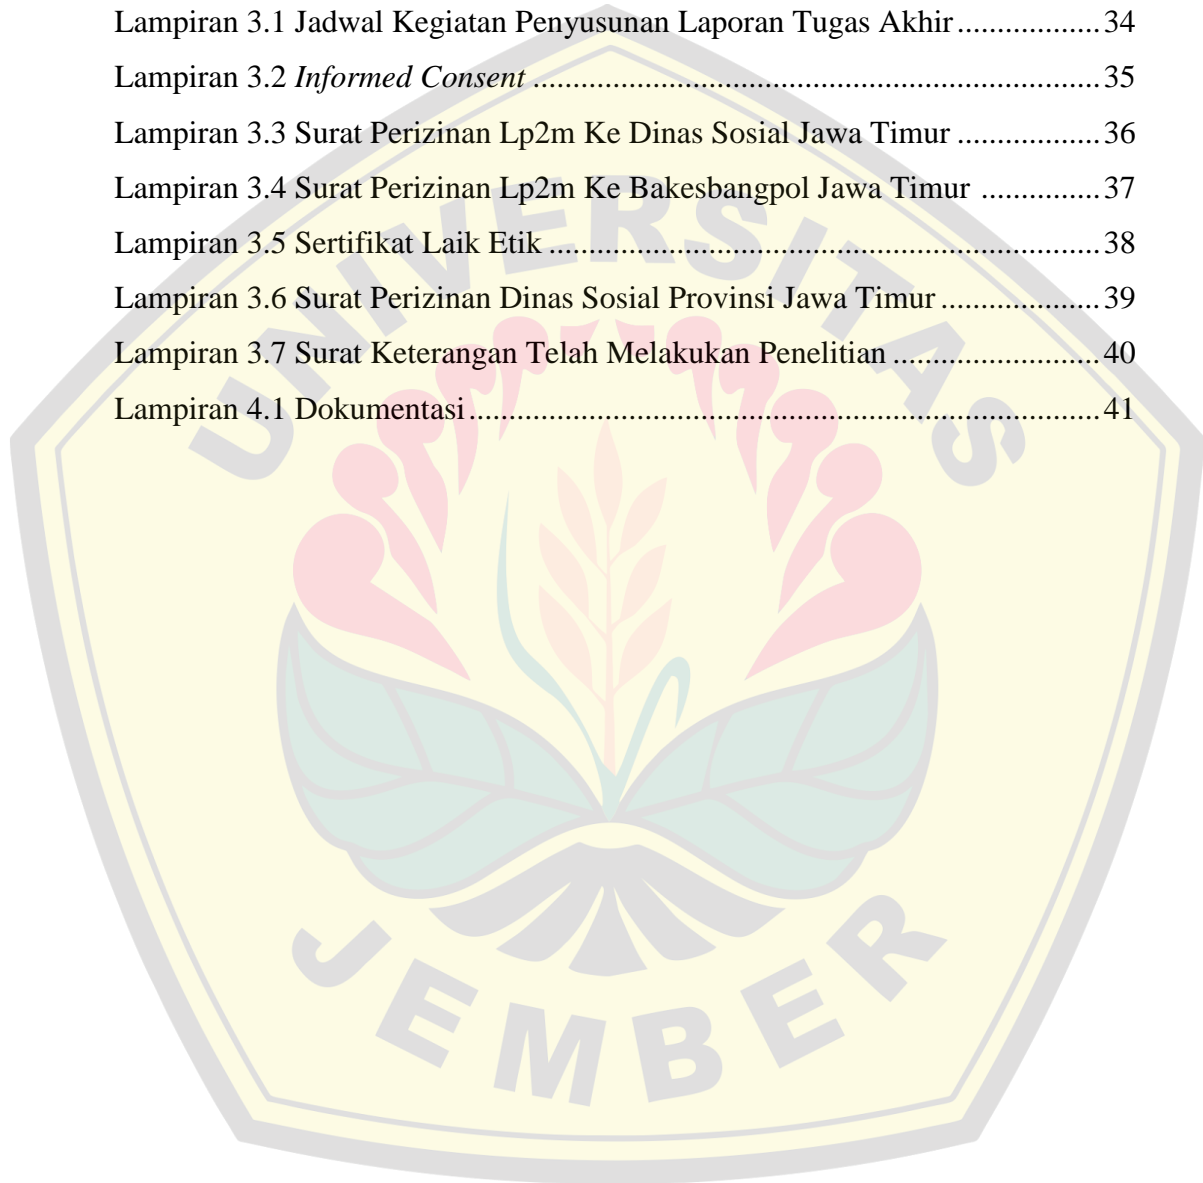 Lampiran 3.1 Jadwal Kegiatan Penyusunan Laporan Tugas Akhir.................. 34
Lampiran 3.2 Informed Consent ....................................................................... 35
Lampiran 3.3 Surat Perizinan Lp2m Ke Dinas Sosial Jawa Timur .................. 36
Lampiran 3.4 Surat Perizinan Lp2m Ke Bakesbangpol Jawa Timur ............... 37
Lampiran 3.5 Sertifikat Laik Etik ..................................................................... 38
Lampiran 3.6 Surat Perizinan Dinas Sosial Provinsi Jawa Timur .................... 39
Lampiran 3.7 Surat Keterangan Telah Melakukan Penelitian .......................... 40
Lampiran 4.1 Dokumentasi ............................................................................... 41
UNIVERSITAS
JEMBER